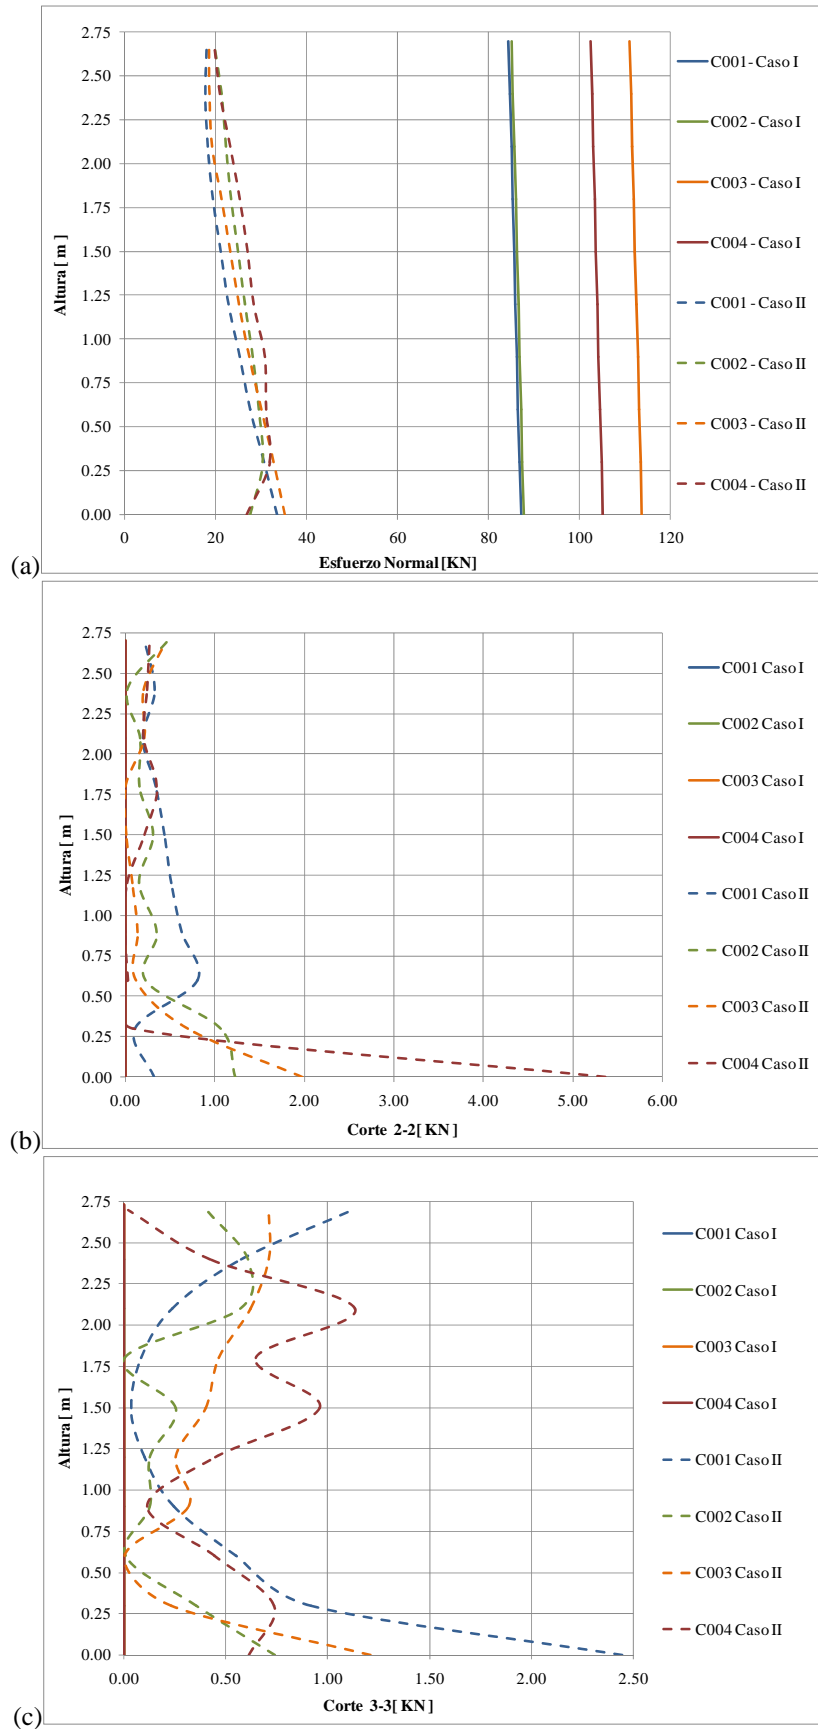 2.75
2.50
2.25
2.00
1.75
1.50
1.25
1.00
0.75
0.50
0.25
0.00
Altura [ m ]
0 20 40 60 80 100 120
Esfuerzo Normal [KN]
C001- Caso I
C002 - Caso I
C003 - Caso I
C004 - Caso I
C001 - Caso II
C002 - Caso II
C003 - Caso II
C004 - Caso II
(a)
2.75
2.50
2.25
2.00
1.75
1.50
1.25
1.00
0.75
0.50
0.25
0.00
Altura [ m ]
0.00 1.00 2.00 3.00 4.00 5.00 6.00
Corte 2-2[ KN ]
C001 Caso I
C002 Caso I
C003 Caso I
C004 Caso I
C001 Caso II
C002 Caso II
C003 Caso II
C004 Caso II
(b)
2.75
2.50
2.25
2.00
1.75
1.50
1.25
1.00
0.75
0.50
0.25
0.00
Altura [ m ]
0.00 0.50 1.00 1.50 2.00 2.50
Corte 3-3[ KN ]
C001 Caso I
C002 Caso I
C003 Caso I
C004 Caso I
C001 Caso II
C002 Caso II
C003 Caso II
C004 Caso II
(c)